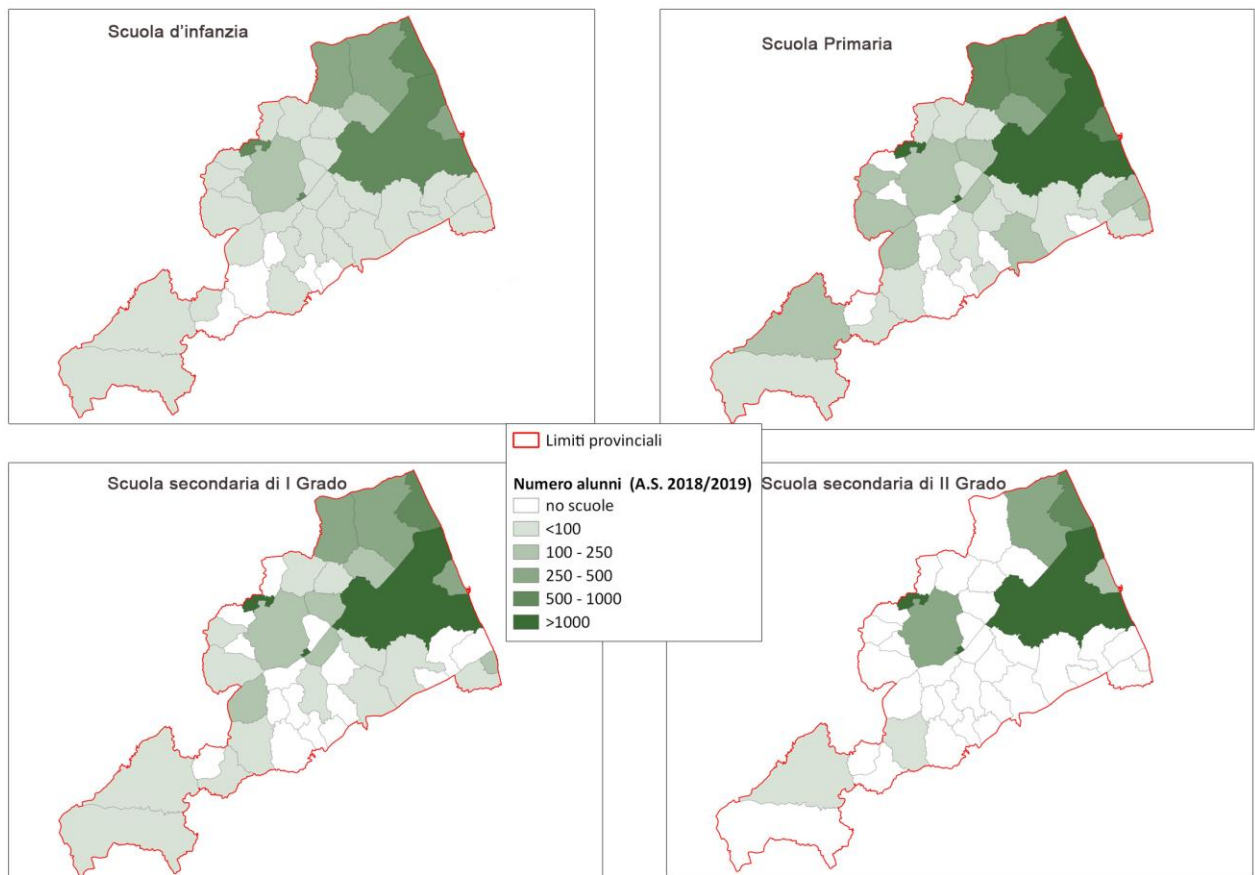 Scuola d'infanzia
Scuola Primaria
Limiti provinciali
Numero alunni (A.S. 2018/2019)
no scuole
<100
100 - 250
250 - 500
500 - 1000
>1000
Scuola secondaria di I Grado
Scuola secondaria di II Grado